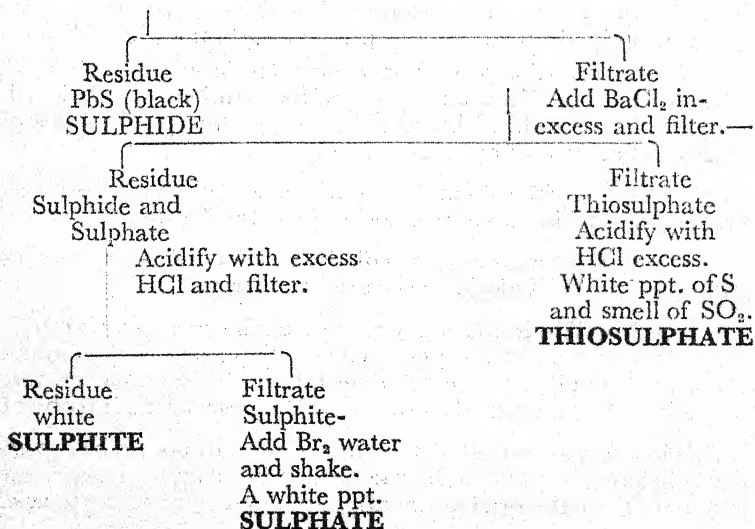 Residue
PbS (black)
SULPHIDE
Filtrate
Add BaCl₂ in-
excess and filter.—
Residue
Sulphide and
Sulphate
Acidify with excess
HCl and filter.
Filtrate
Thiosulphate
Acidify with
HCl excess.
White ppt. of S
and smell of SO₂.
THIOSULPHATE
Residue
white
SULPHITE
Filtrate
Sulphite-
Add Br₂ water
and shake.
A white ppt.
SULPHATE